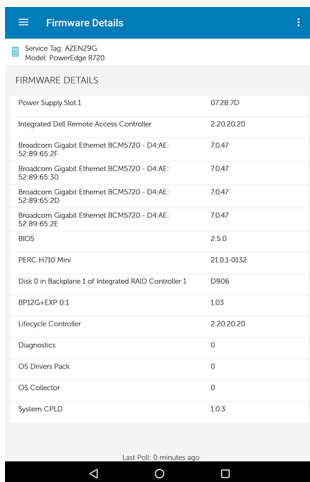 Firmware Details
Service Tag: AZENZ9G
Model: PowerEdge R720
FIRMWARE DETAILS
Power Supply.Slot.1 07.2B.7D
Integrated Dell Remote Access Controller 2.20.20.20
Broadcom Gigabit Ethernet BCM5720 - D4:AE: 7.0.47
52:89:65:2F
Broadcom Gigabit Ethernet BCM5720 - D4:AE: 7.0.47
52:89:65:30
Broadcom Gigabit Ethernet BCM5720 - D4:AE: 7.0.47
52:89:65:2D
Broadcom Gigabit Ethernet BCM5720 - D4:AE: 7.0.47
52:89:65:2E
BIOS 2.5.0
PERC H710 Mini 21.0.1-0132
Disk 0 in Backplane 1 of Integrated RAID Controller 1 D906
BP12G+EXP 0:1 1.03
Lifecycle Controller 2.20.20.20
Diagnostics 0
OS Drivers Pack 0
OS Collector 0
System CPLD 1.0.3
Last Poll: 0 minutes ago